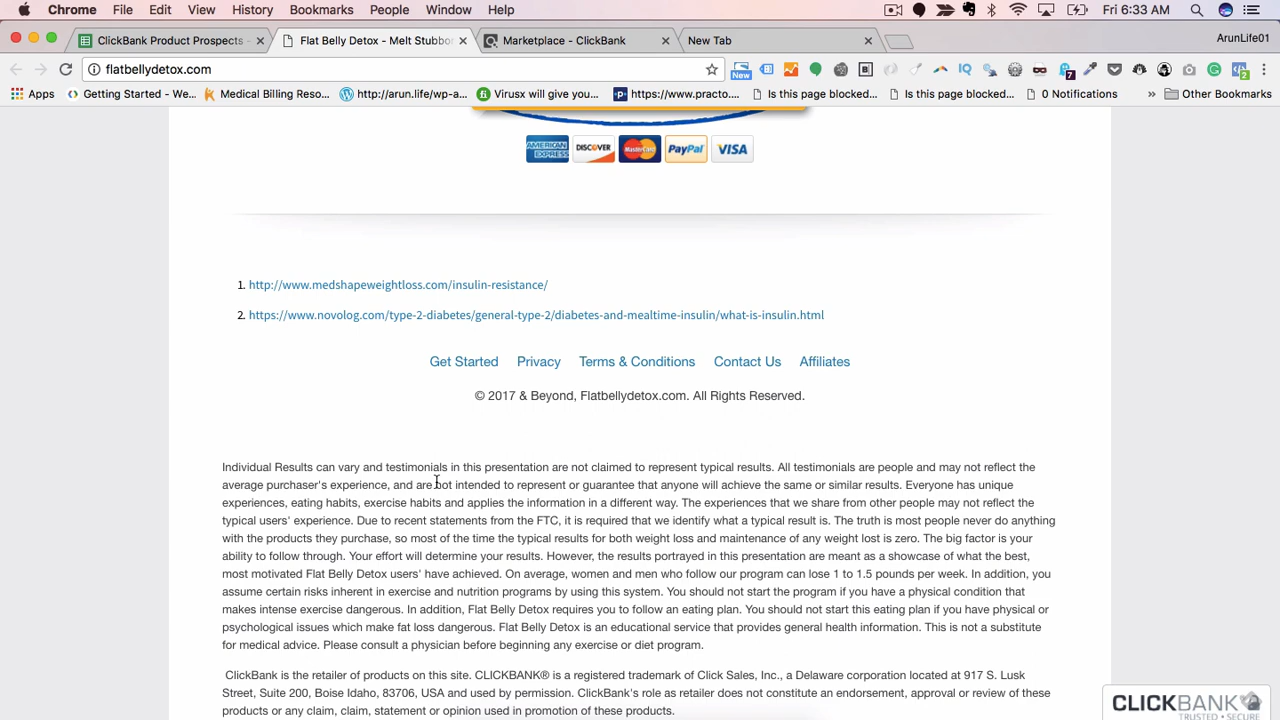 Chrome File Edit View History Bookmarks People Window Help Fri 6:33 AM
ClickBank Product Prospects - Flat Belly Detox - Melt Stubbor Marketplace - ClickBank New Tab ArunLife01
flatbellydetox.com New 7 2
Apps Getting Started - We... Medical Billing Reso... http://arun.life/wp-a... Virusx will give you... https://www.practo... Is this page blocked... Is this page blocked... 0 Notifications » Other Bookmarks
AMERICAN EXPRESS DISCOVER MasterCard PayPal VISA
1. http://www.medshapeweightloss.com/insulin-resistance/
2. https://www.novolog.com/type-2-diabetes/general-type-2/diabetes-and-mealtime-insulin/what-is-insulin.html
Get Started Privacy Terms & Conditions Contact Us Affiliates
© 2017 & Beyond, Flatbellydetox.com. All Rights Reserved.
Individual Results can vary and testimonials in this presentation are not claimed to represent typical results. All testimonials are people and may not reflect the
average purchaser's experience, and are not intended to represent or guarantee that anyone will achieve the same or similar results. Everyone has unique
experiences, eating habits, exercise habits and applies the information in a different way. The experiences that we share from other people may not reflect the
typical users' experience. Due to recent statements from the FTC, it is required that we identify what a typical result is. The truth is most people never do anything
with the products they purchase, so most of the time the typical results for both weight loss and maintenance of any weight lost is zero. The big factor is your
ability to follow through. Your effort will determine your results. However, the results portrayed in this presentation are meant as a showcase of what the best,
most motivated Flat Belly Detox users' have achieved. On average, women and men who follow our program can lose 1 to 1.5 pounds per week. In addition, you
assume certain risks inherent in exercise and nutrition programs by using this system. You should not start the program if you have a physical condition that
makes intense exercise dangerous. In addition, Flat Belly Detox requires you to follow an eating plan. You should not start this eating plan if you have physical or
psychological issues which make fat loss dangerous. Flat Belly Detox is an educational service that provides general health information. This is not a substitute
for medical advice. Please consult a physician before beginning any exercise or diet program.
ClickBank is the retailer of products on this site. CLICKBANK® is a registered trademark of Click Sales, Inc., a Delaware corporation located at 917 S. Lusk
Street, Suite 200, Boise Idaho, 83706, USA and used by permission. ClickBank's role as retailer does not constitute an endorsement, approval or review of these
products or any claim, claim, statement or opinion used in promotion of these products.
CLICKBANK
TRUSTED • SECURE